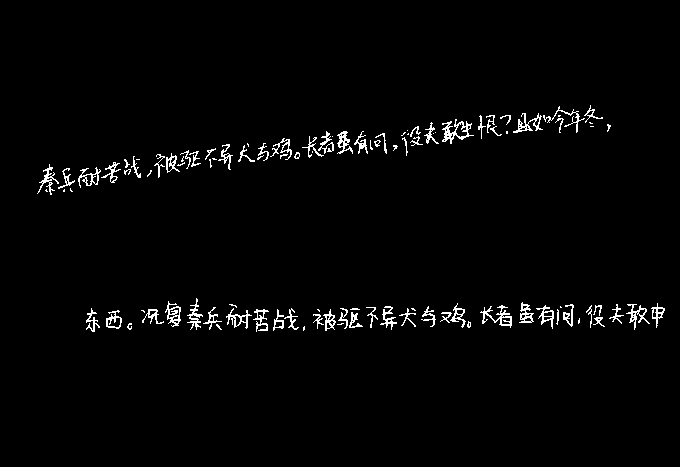 秦兵耐苦战,被驱不异犬与鸡。长者虽有问,役夫敢生恨?且如今年冬,
东西。况复秦兵耐苦战,被驱不异犬与鸡。长者虽有问,役夫敢申